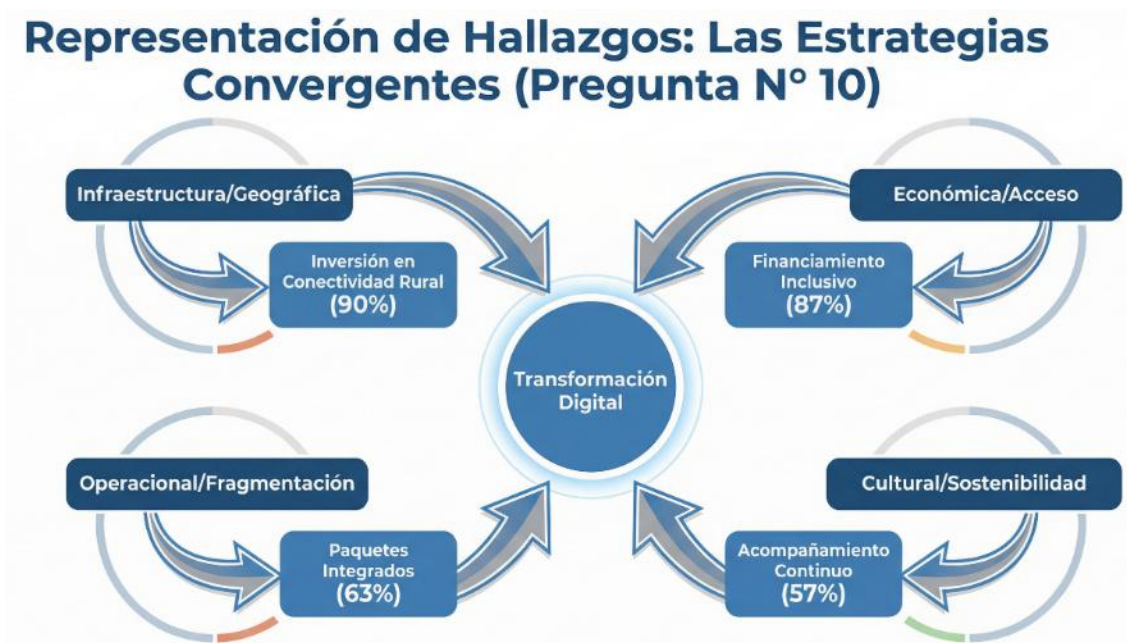 Representación de Hallazgos: Las Estrategias
Convergentes (Pregunta N° 10)
Infraestructura/Geográfica
Inversión en
Conectividad Rural
(90%)
Económica/Acceso
Financiamiento
Inclusivo
(87%)
Transformación
Digital
Operacional/Fragmentación
Paquetes
Integrados
(63%)
Cultural/Sostenibilidad
Acompañamiento
Continuo
(57%)